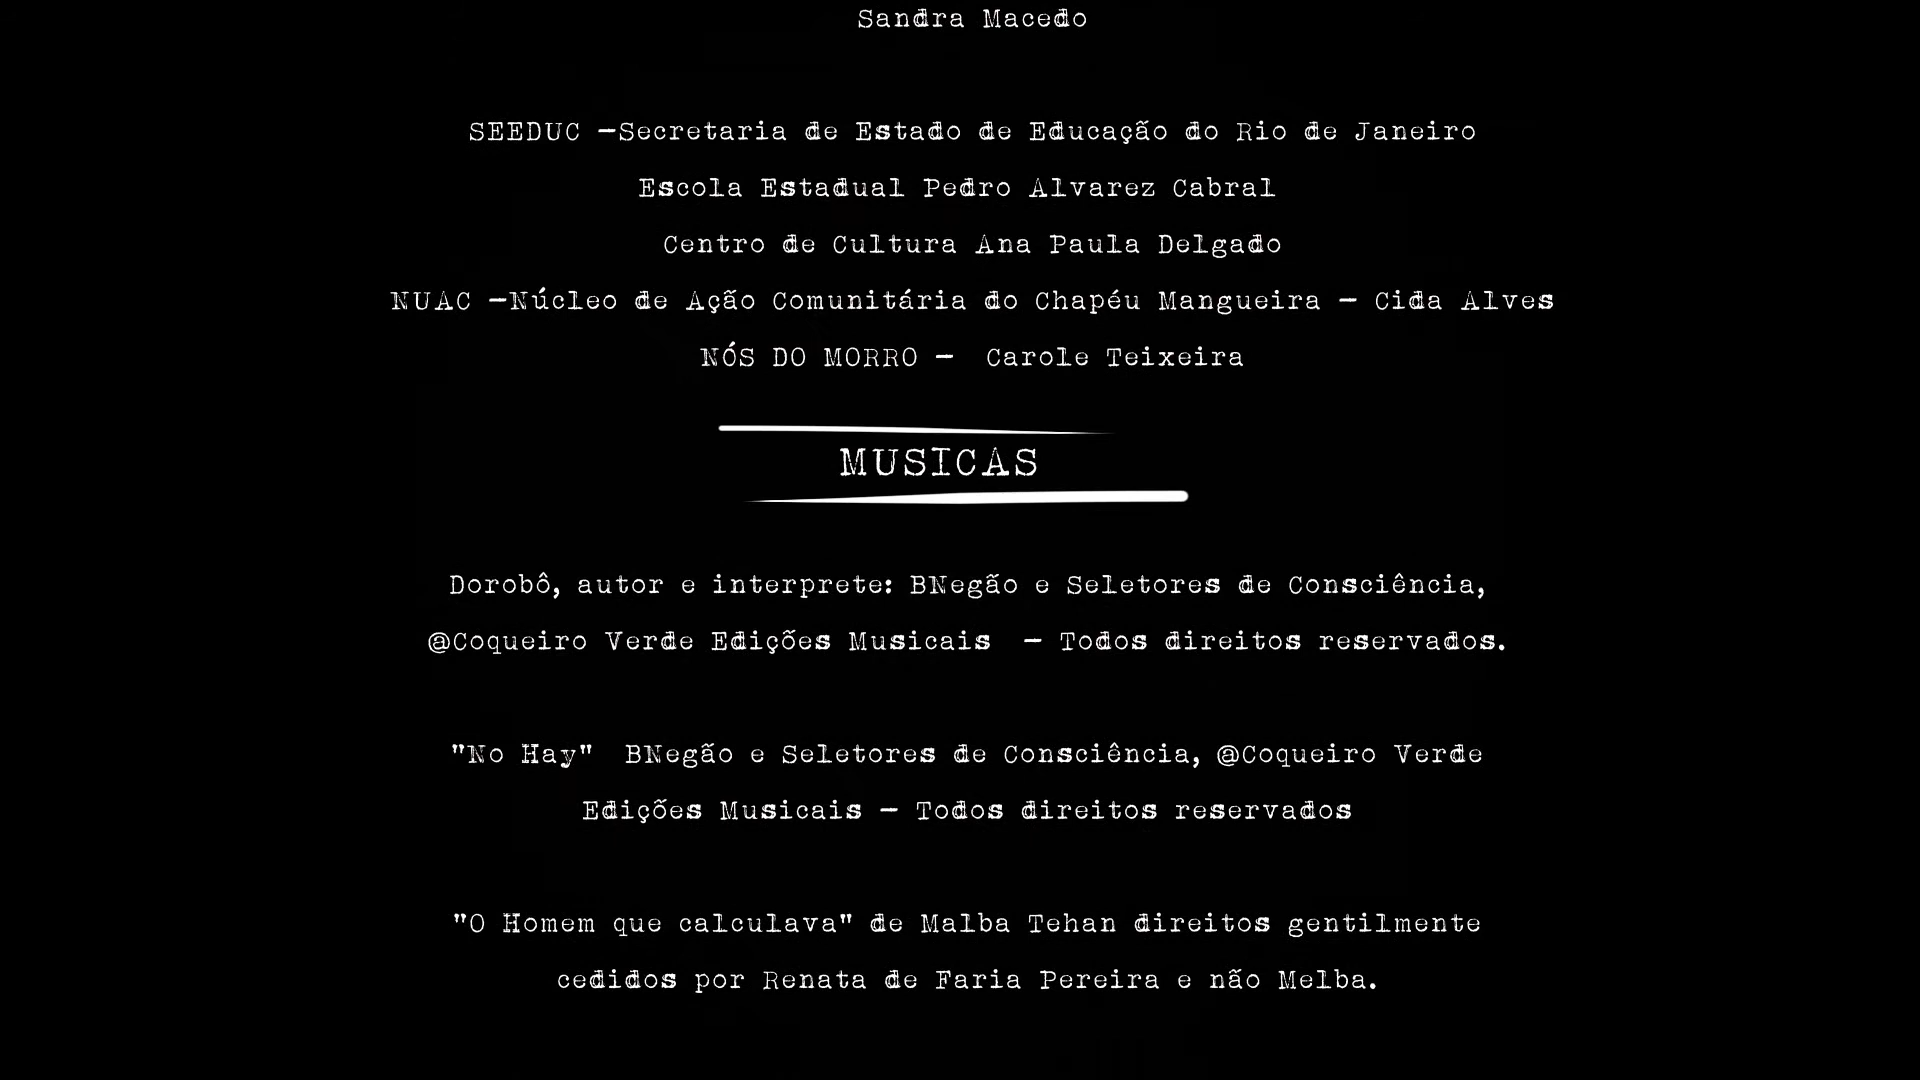 Sandra Macedo
SEEDUC —Secretaria de Estado de Educação do Rio de Janeiro
Escola Estadual Pedro Alvarez Cabral
Centro de Cultura Ana Paula Delgado
NUAC —Núcleo de Ação Comunitária do Chapéu Mangueira — Cida Alves
NÓS DO MORRO —  Carole Teixeira
MUSICAS
Dorobô, autor e interprete: BNegão e Seletores de Consciência,
@Coqueiro Verde Edições Musicais  — Todos direitos reservados.
"No Hay"  BNegão e Seletores de Consciência, @Coqueiro Verde
Edições Musicais — Todos direitos reservados
"O Homem que calculava" de Malba Tehan direitos gentilmente
cedidos por Renata de Faria Pereira e não Melba.